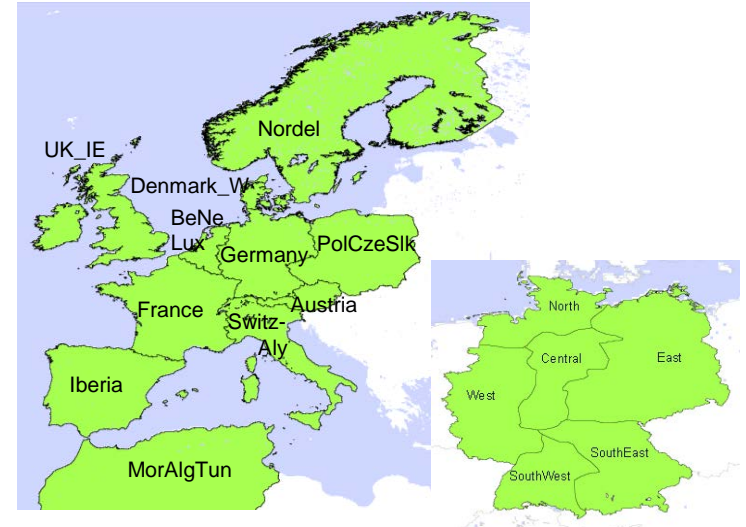 Nordel
UK_IE
Denmark_W
BeNe
Lux
Germany
PolCzeSlk
France
Austria
Switz-
Aly
Iberia
MorAlgTun
North
Central
East
West
SouthEast
SouthWest